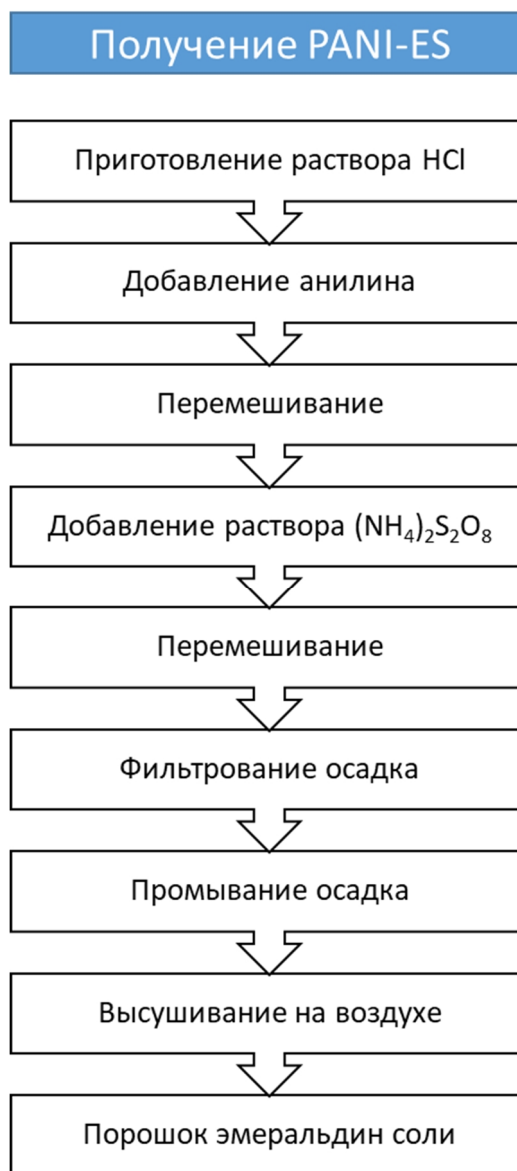 Получение PANI-ES
Приготовление раствора HCl
Добавление анилина
Перемешивание
Добавление раствора (NH₄)₂S₂O₈
Перемешивание
Фильтрование осадка
Промывание осадка
Высушивание на воздухе
Порошок эмеральдин соли